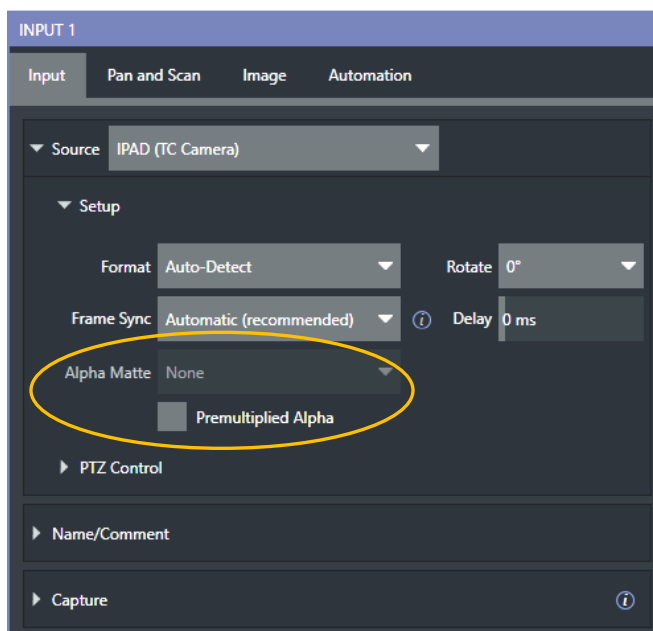 INPUT 1
Input Pan and Scan Image Automation
Source IPAD (TC Camera)
Setup
Format Auto-Detect Rotate 0°
Frame Sync Automatic (recommended) i Delay 0 ms
Alpha Matte None
Premultiplied Alpha
PTZ Control
Name/Comment
Capture i